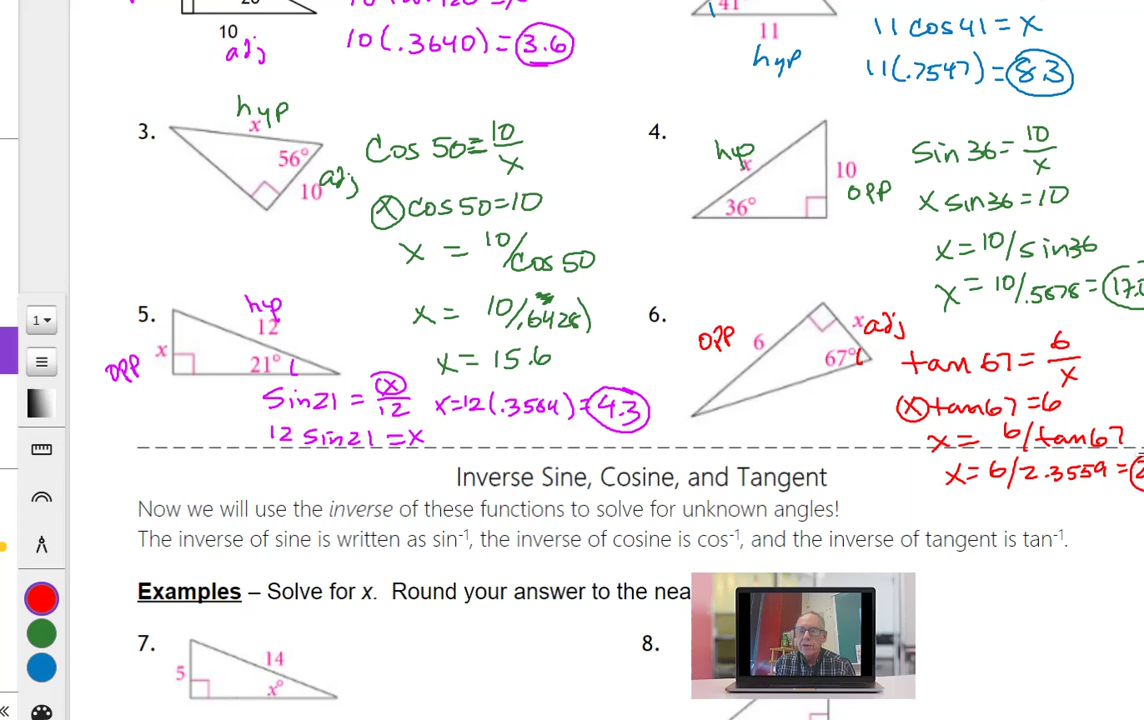 10
adj
10(.3640) = 3.6
41
11
hyp
11 cos 41 = x
11(.7547) = 8.3
3.
hyp
x
56°
10
adj
Cos 50 = 10/x
x cos 50 = 10
x = 10/cos 50
x = 10/.6428)
x = 15.6
4.
hyp
x
36°
10
opp
Sin 36 = 10/x
x sin 36 = 10
x = 10/sin36
x = 10/.5878 = 17.0
5.
hyp
12
x
opp
21°
Sin 21 = x/12
12 sin 21 = x
x = 12(.3584) = 4.3
6.
opp
6
x
adj
67°
tan 67 = 6/x
x tan 67 = 6
x = 6/tan 67
x = 6/2.3559 = 2
Inverse Sine, Cosine, and Tangent
Now we will use the inverse of these functions to solve for unknown angles!
The inverse of sine is written as sin⁻¹, the inverse of cosine is cos⁻¹, and the inverse of tangent is tan⁻¹.
Examples – Solve for x. Round your answer to the nea
7.
5
14
x°
8.
1